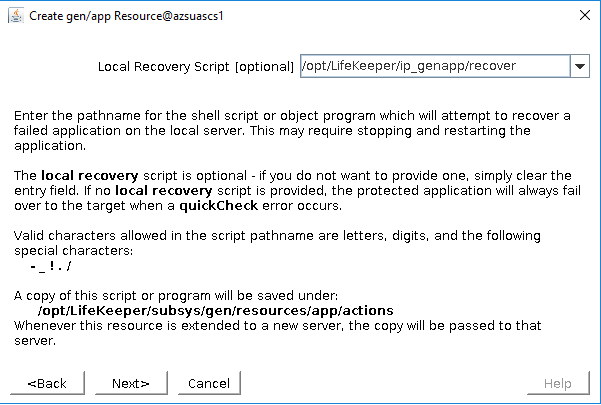 Create gen/app Resource@azsuascs1
Local Recovery Script [optional] /opt/LifeKeeper/ip_genapp/recover
Enter the pathname for the shell script or object program which will attempt to recover a
failed application on the local server. This may require stopping and restarting the
application.
The local recovery script is optional - if you do not want to provide one, simply clear the
entry field. If no local recovery script is provided, the protected application will always fail
over to the target when a quickCheck error occurs.
Valid characters allowed in the script pathname are letters, digits, and the following
special characters:
- _ ! . /
A copy of this script or program will be saved under:
/opt/LifeKeeper/subsys/gen/resources/app/actions
Whenever this resource is extended to a new server, the copy will be passed to that
server.
<Back Next> Cancel Help